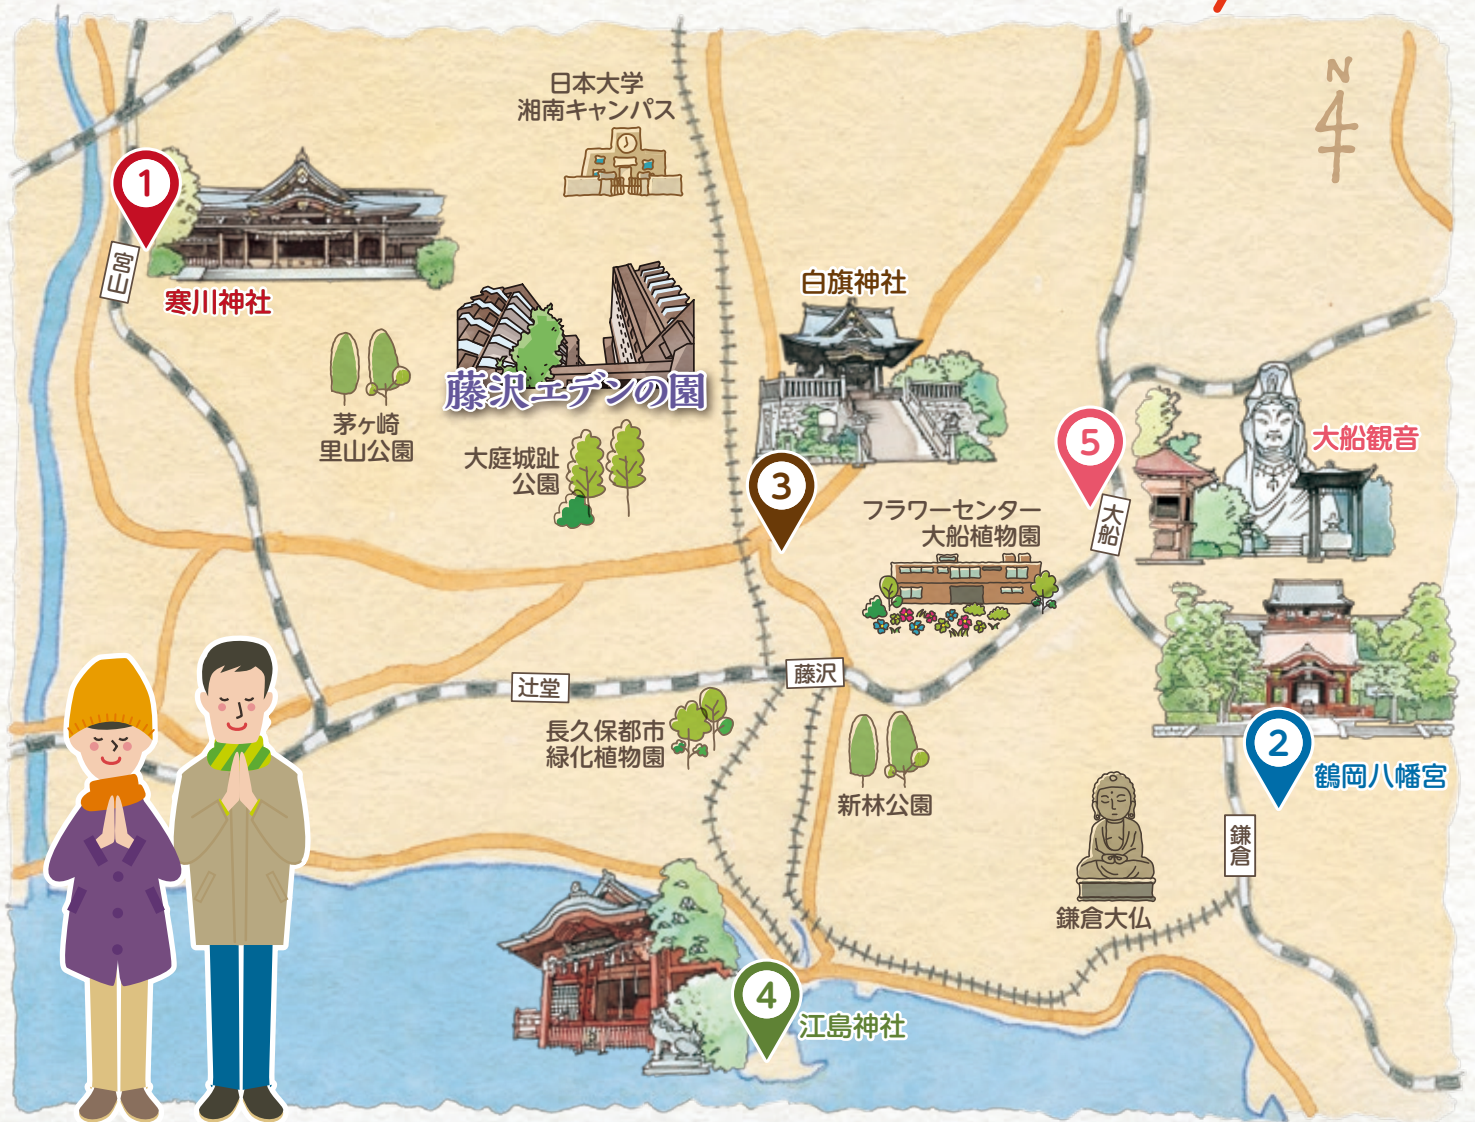 N
日本大学
湘南キャンパス
1
宮山
寒川神社
白旗神社
藤沢エデンの園
茅ヶ崎
里山公園
大庭城趾
公園
5
大船観音
3
フラワーセンター
大船植物園
大船
藤沢
辻堂
長久保都市
緑化植物園
新林公園
2
鶴岡八幡宮
鎌倉
鎌倉大仏
4
江島神社